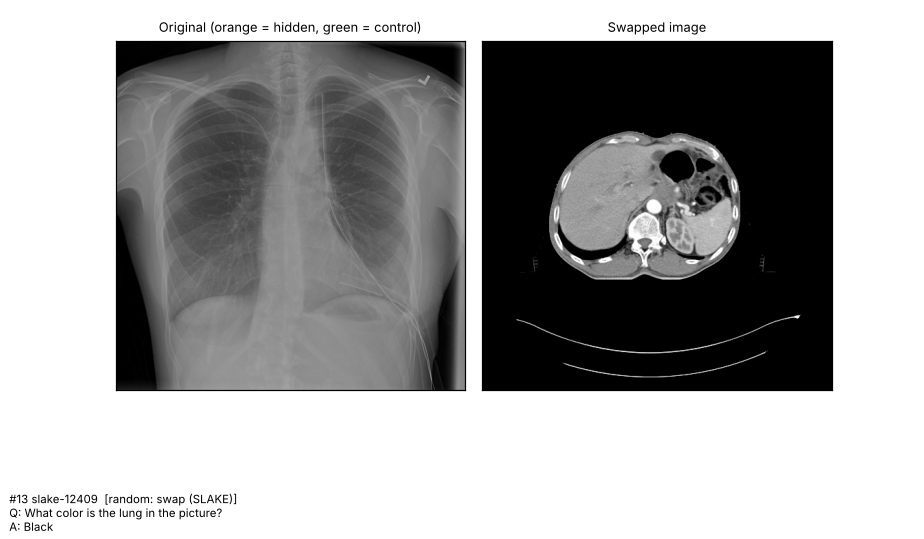 Original (orange = hidden, green = control)
Swapped image
L
#13 slake-12409  [random: swap (SLAKE)]
Q: What color is the lung in the picture?
A: Black